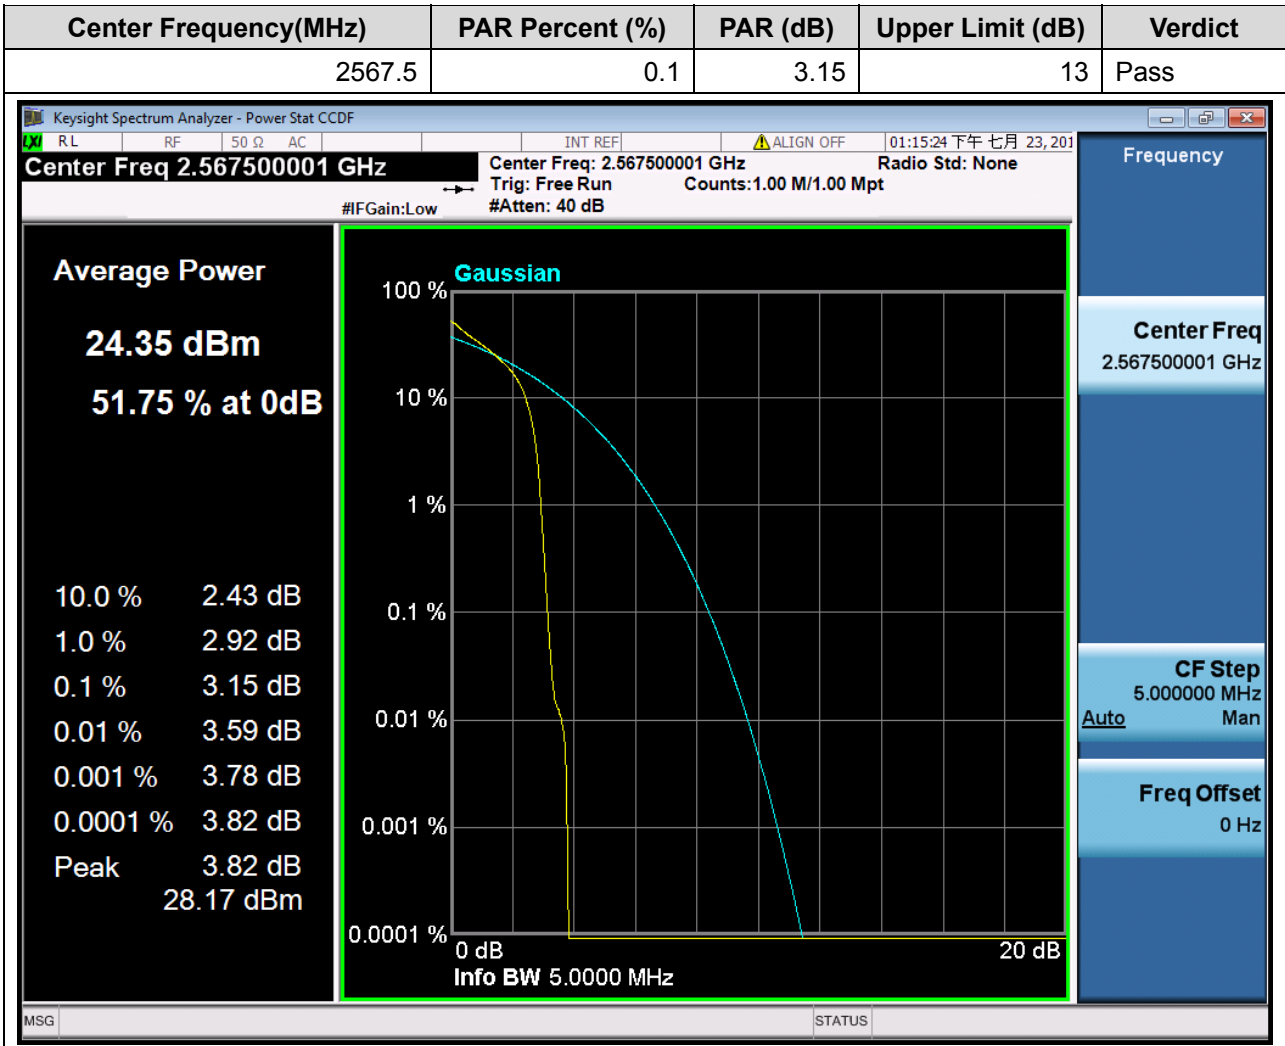 Center Frequency(MHz) PAR Percent (%) PAR (dB) Upper Limit (dB) Verdict
2567.5 0.1 3.15 13 Pass
Keysight Spectrum Analyzer - Power Stat CCDF
LXI RL RF 50 Ω AC INT REF ALIGN OFF 01:15:24 下午 七月 23, 201
Center Freq 2.567500001 GHz
Center Freq: 2.567500001 GHz Radio Std: None
Trig: Free Run Counts:1.00 M/1.00 Mpt
#IFGain:Low #Atten: 40 dB
Average Power
24.35 dBm
51.75 % at 0dB
10.0 % 2.43 dB
1.0 % 2.92 dB
0.1 % 3.15 dB
0.01 % 3.59 dB
0.001 % 3.78 dB
0.0001 % 3.82 dB
Peak 3.82 dB
28.17 dBm
Gaussian
100 %
10 %
1 %
0.1 %
0.01 %
0.001 %
0.0001 %
0 dB 20 dB
Info BW 5.0000 MHz
Frequency
Center Freq
2.567500001 GHz
CF Step
5.000000 MHz
Auto Man
Freq Offset
0 Hz
MSG STATUS